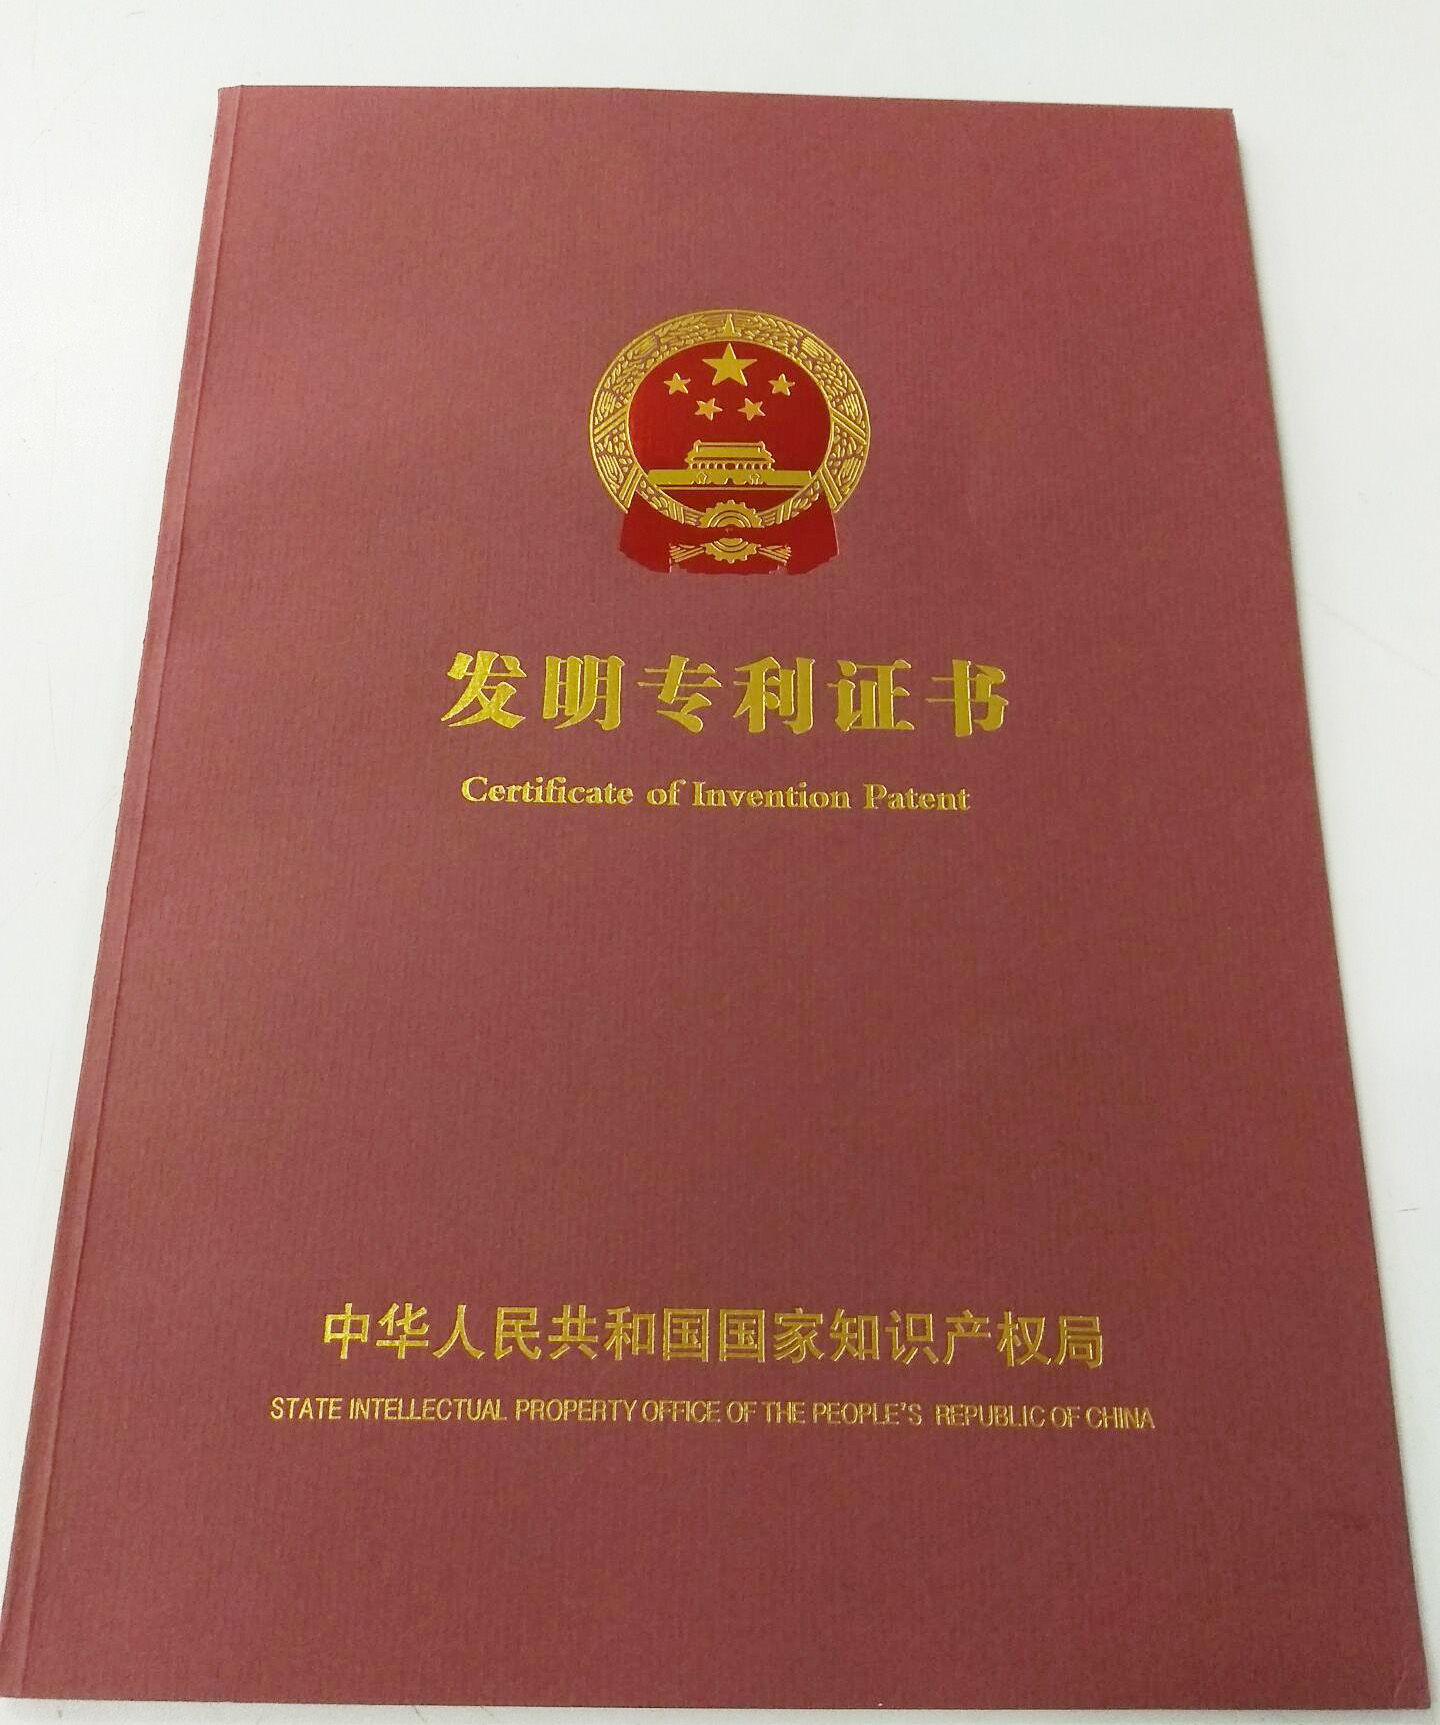 发明专利证书
Certificate of Invention Patent
中华人民共和国国家知识产权局
STATE INTELLECTUAL PROPERTY OFFICE OF THE PEOPLE'S REPUBLIC OF CHINA